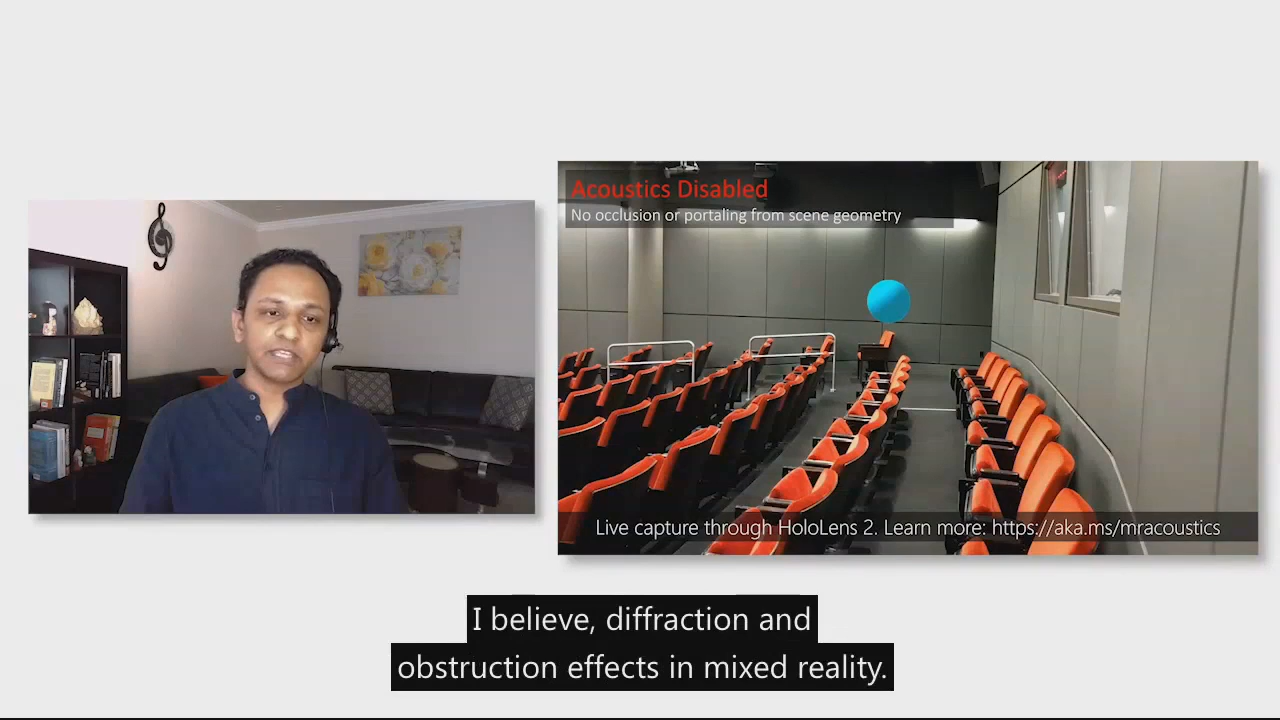 Acoustics Disabled
No occlusion or portaling from scene geometry
Live capture through HoloLens 2. Learn more: https://aka.ms/mracoustics
I believe, diffraction and
obstruction effects in mixed reality.